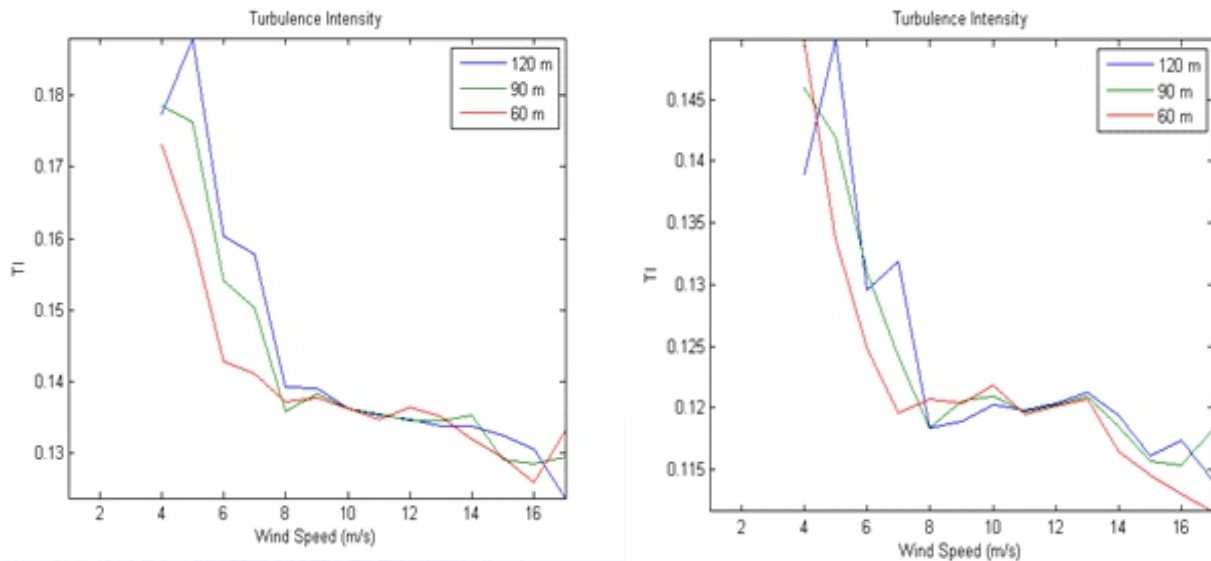 Turbulence Intensity
120 m
90 m
60 m
0.18
0.17
0.16
0.15
0.14
0.13
TI
2 4 6 8 10 12 14 16
Wind Speed (m/s)
Turbulence Intensity
120 m
90 m
60 m
0.145
0.14
0.135
0.13
0.125
0.12
0.115
TI
2 4 6 8 10 12 14 16
Wind Speed (m/s)